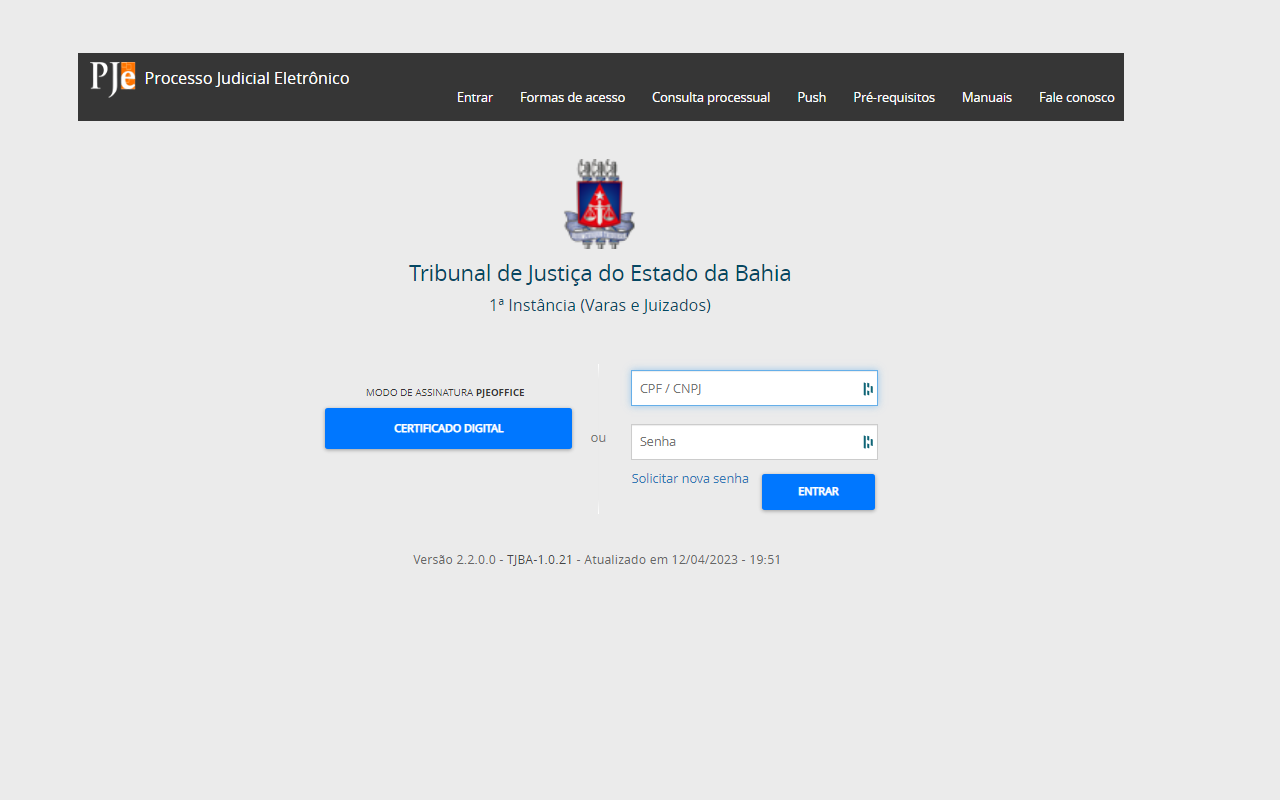 PJe Processo Judicial Eletrônico
Entrar Formas de acesso Consulta processual Push Pré-requisitos Manuais Fale conosco
Tribunal de Justiça do Estado da Bahia
1ª Instância (Varas e Juizados)
MODO DE ASSINATURA PJEOFFICE
CERTIFICADO DIGITAL
ou
CPF / CNPJ
Senha
Solicitar nova senha
ENTRAR
Versão 2.2.0.0 - TJBA-1.0.21 - Atualizado em 12/04/2023 - 19:51